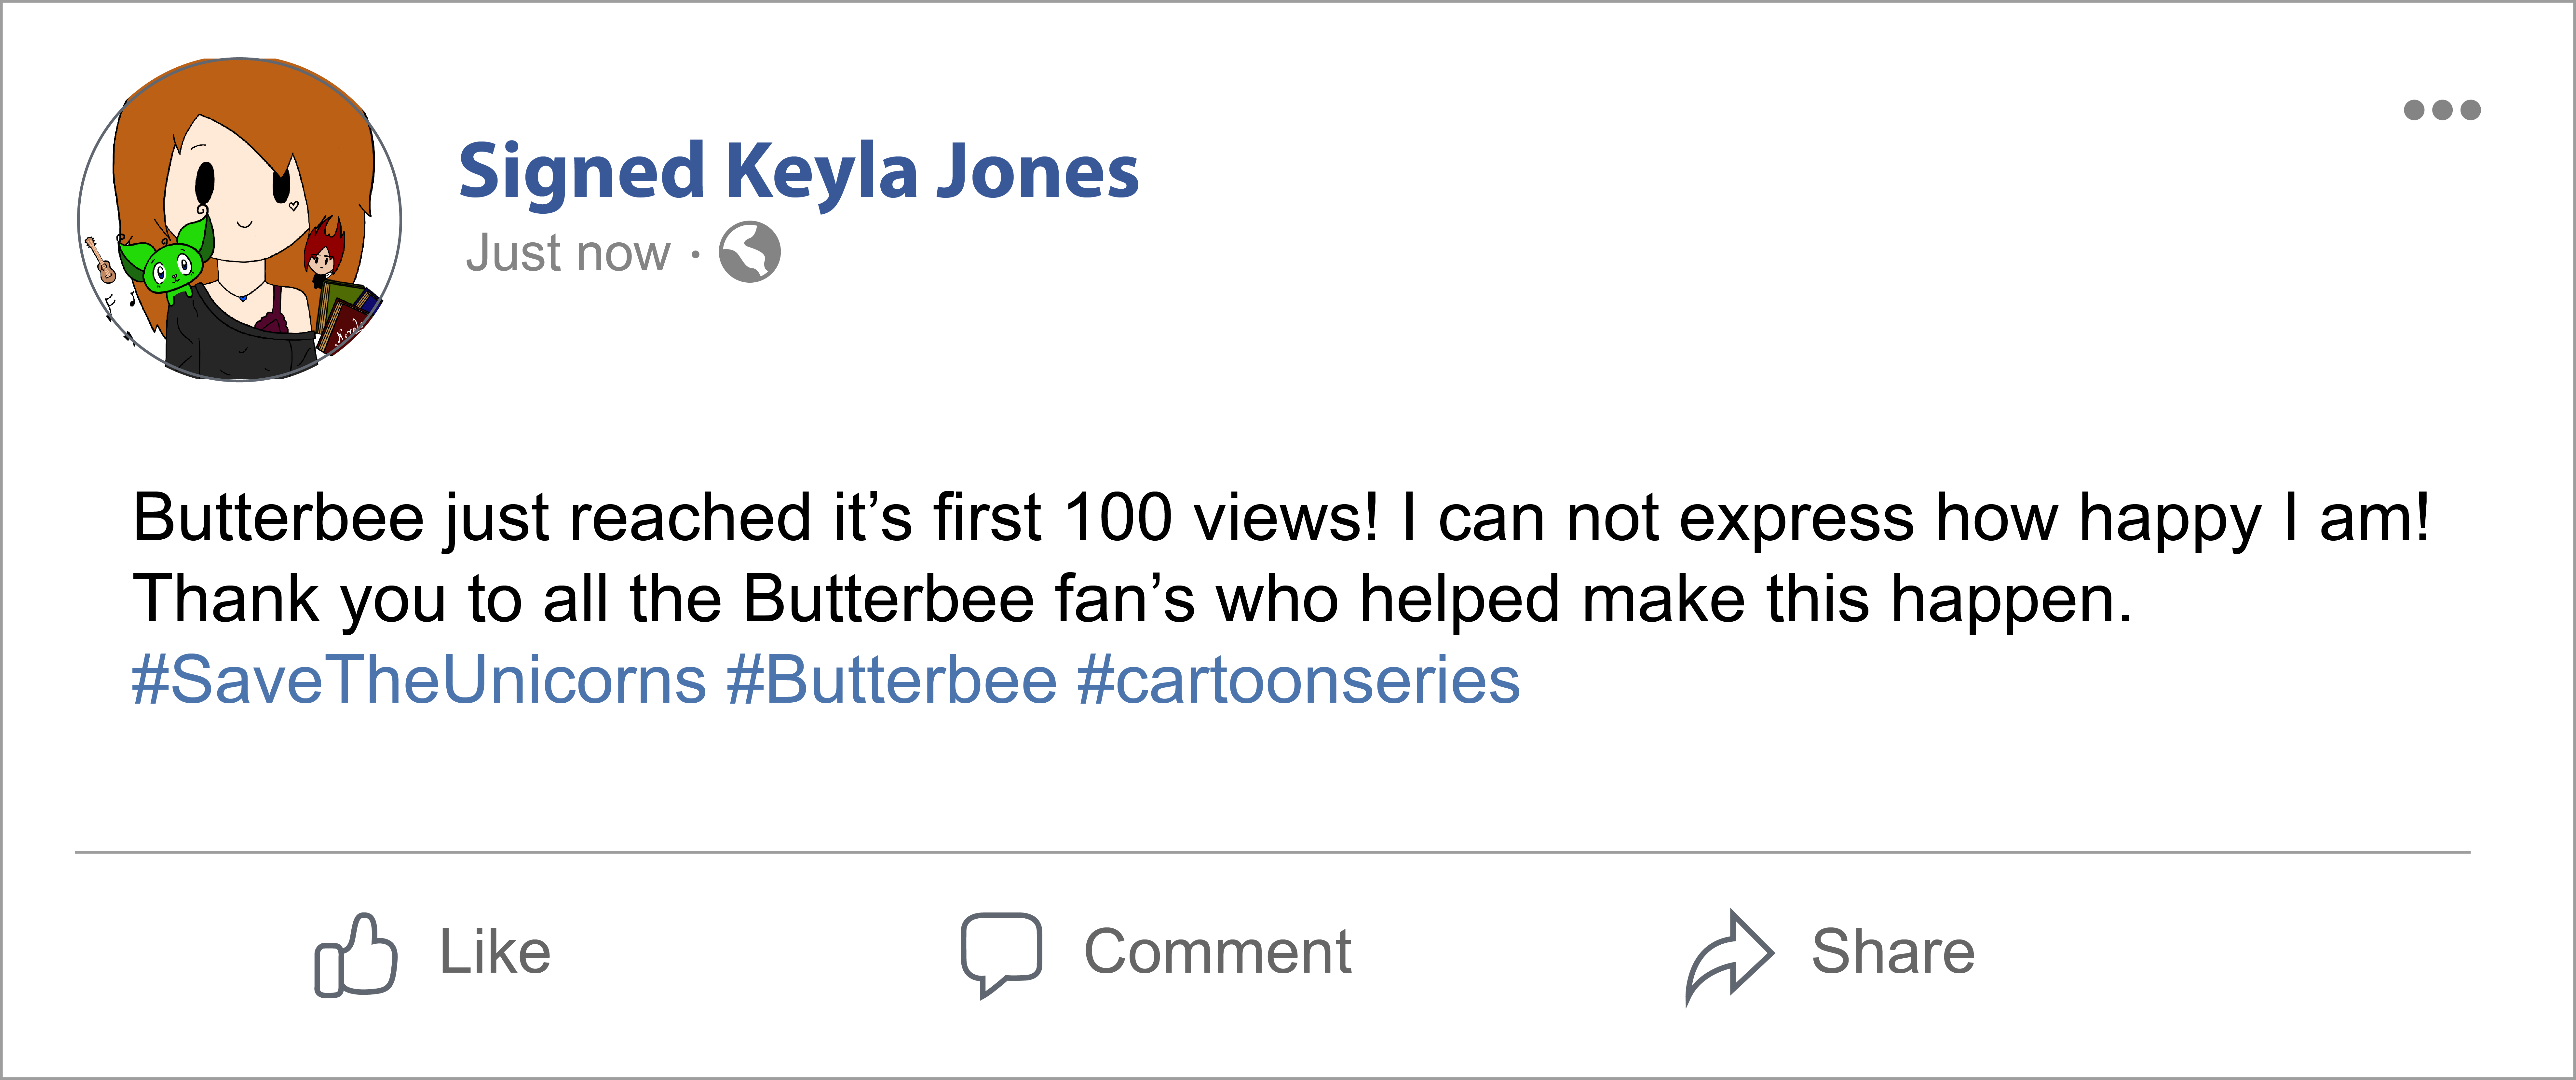 Signed Keyla Jones
Just now ·
Butterbee just reached it’s first 100 views! I can not express how happy I am!
Thank you to all the Butterbee fan’s who helped make this happen.
#SaveTheUnicorns #Butterbee #cartoonseries
Like Comment Share